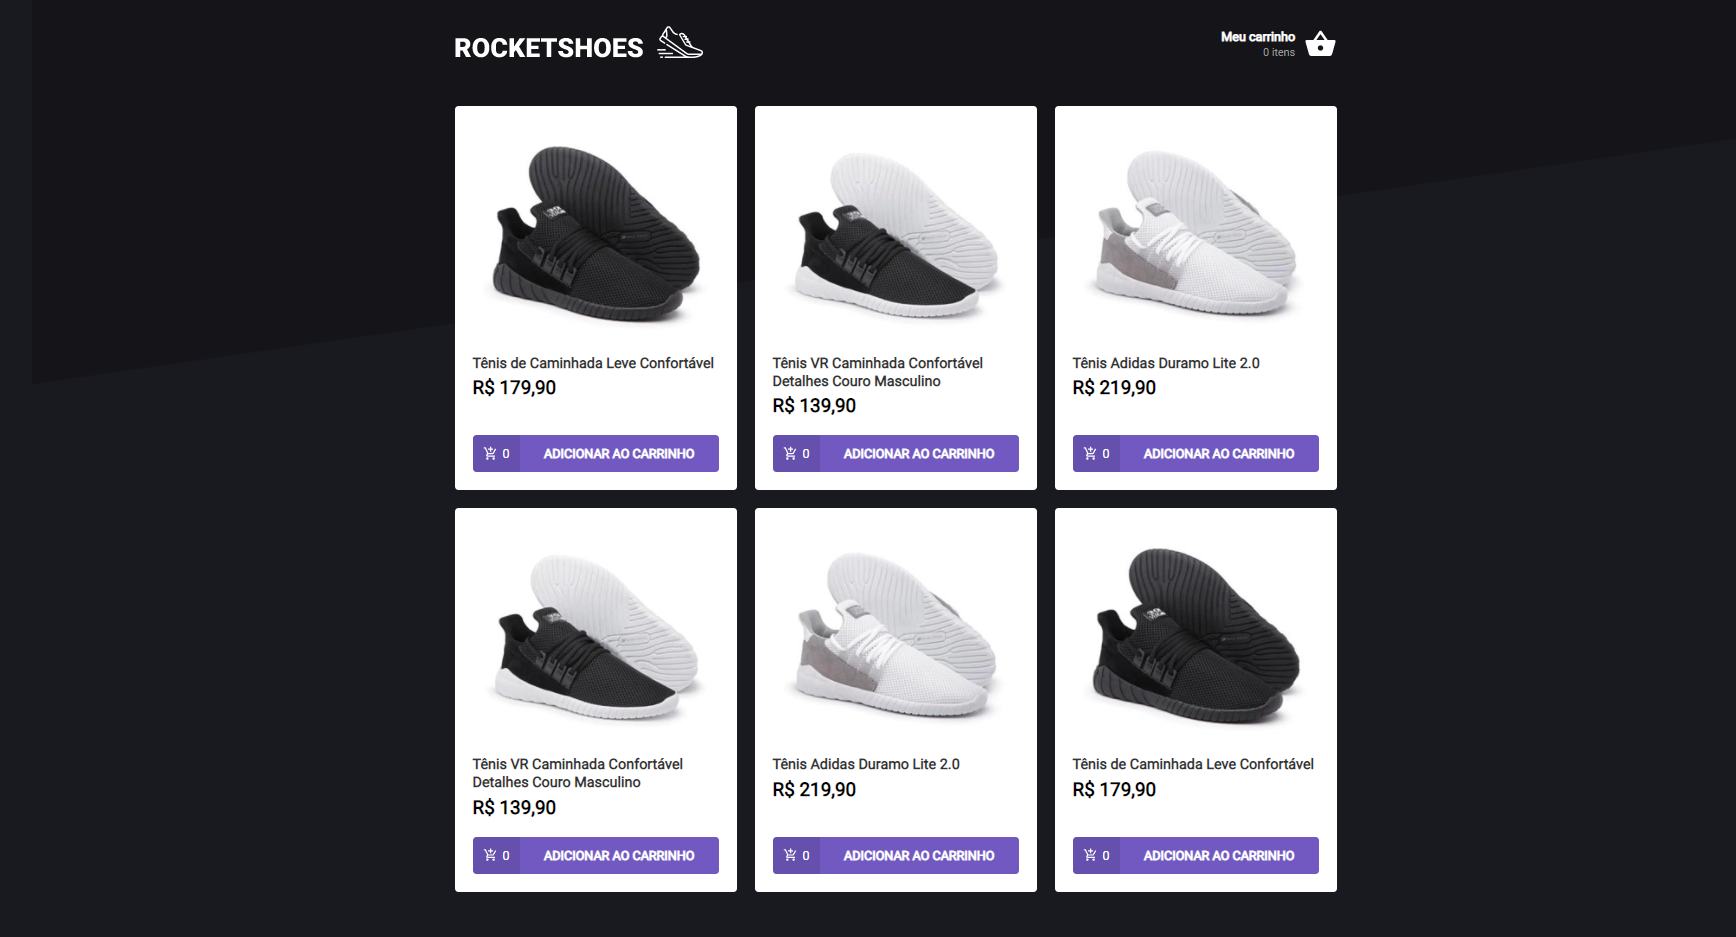 ROCKETSHOES
Meu carrinho
0 itens
Tênis de Caminhada Leve Confortável
R$ 179,90
0 ADICIONAR AO CARRINHO
Tênis VR Caminhada Confortável
Detalhes Couro Masculino
R$ 139,90
0 ADICIONAR AO CARRINHO
Tênis Adidas Duramo Lite 2.0
R$ 219,90
0 ADICIONAR AO CARRINHO
Tênis VR Caminhada Confortável
Detalhes Couro Masculino
R$ 139,90
0 ADICIONAR AO CARRINHO
Tênis Adidas Duramo Lite 2.0
R$ 219,90
0 ADICIONAR AO CARRINHO
Tênis de Caminhada Leve Confortável
R$ 179,90
0 ADICIONAR AO CARRINHO